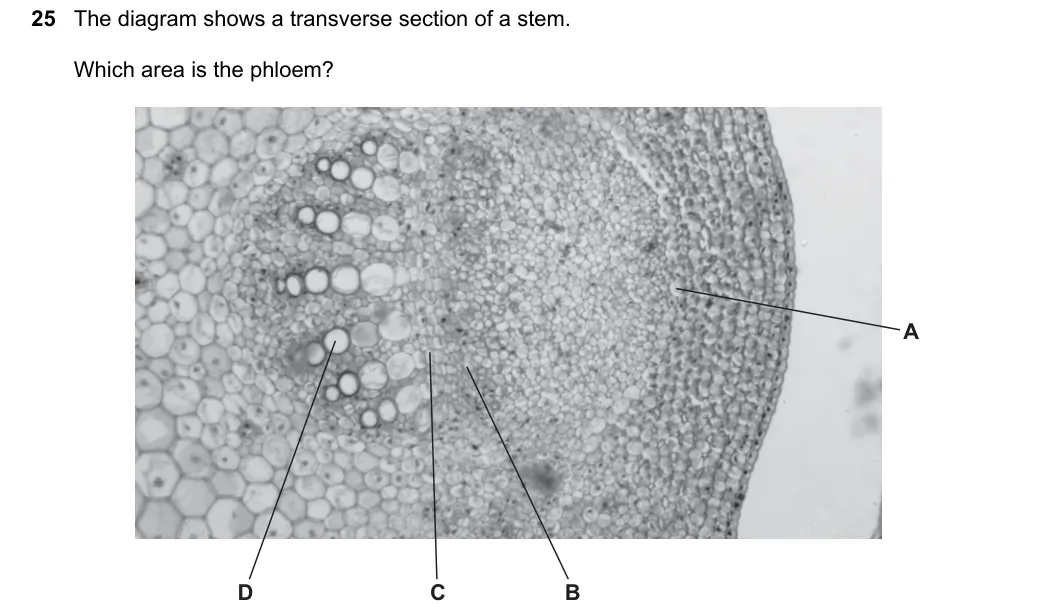 25 The diagram shows a transverse section of a stem.
Which area is the phloem?
A
D
C
B